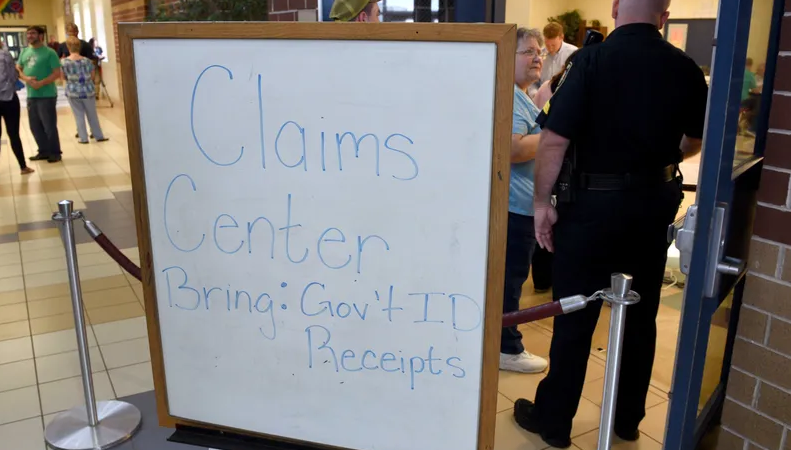 Claims
Center
Bring: Gov't ID
Receipts